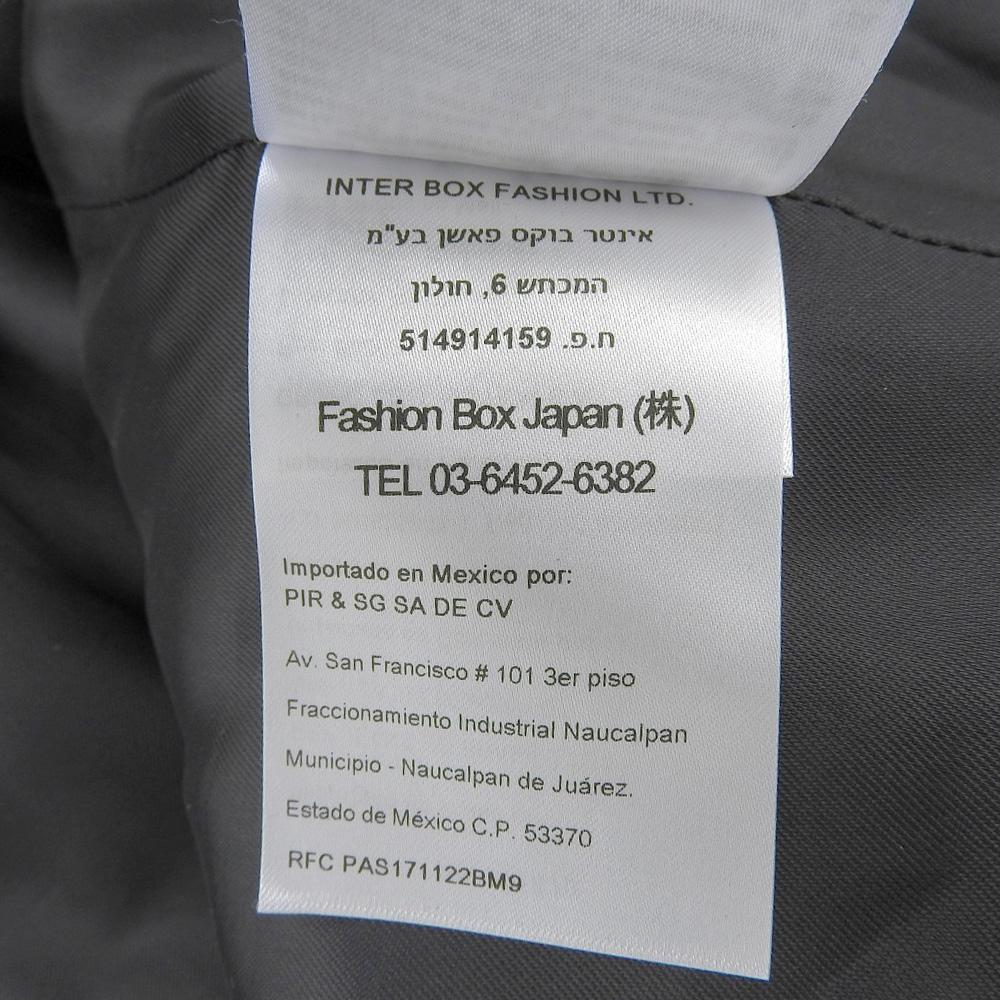 INTER BOX FASHION LTD.
אינטר בוקס פאשן בע"מ
המכתש 6, חולון
ח.פ. 514914159
Fashion Box Japan (株)
TEL 03-6452-6382
Importado en Mexico por:
PIR & SG SA DE CV
Av. San Francisco # 101 3er piso
Fraccionamiento Industrial Naucalpan
Municipio - Naucalpan de Juárez.
Estado de México C.P. 53370
RFC PAS171122BM9